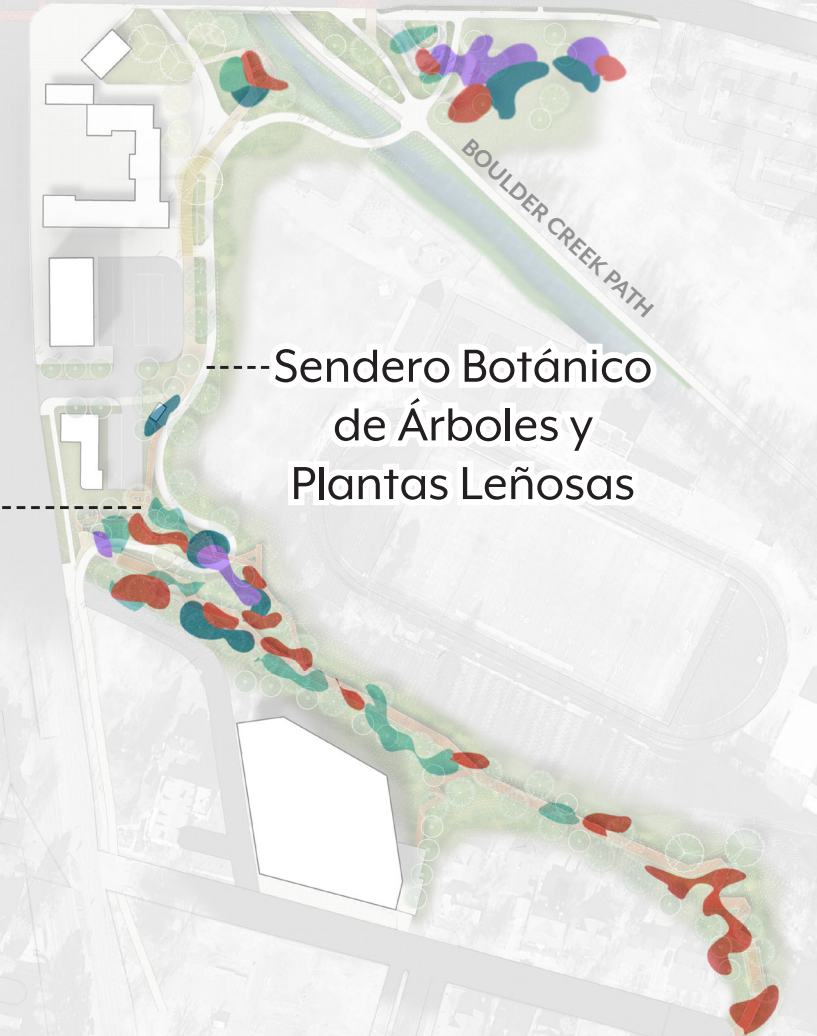 BOULDER CREEK PATH
Sendero Botánico
de Árboles y
Plantas Leñosas